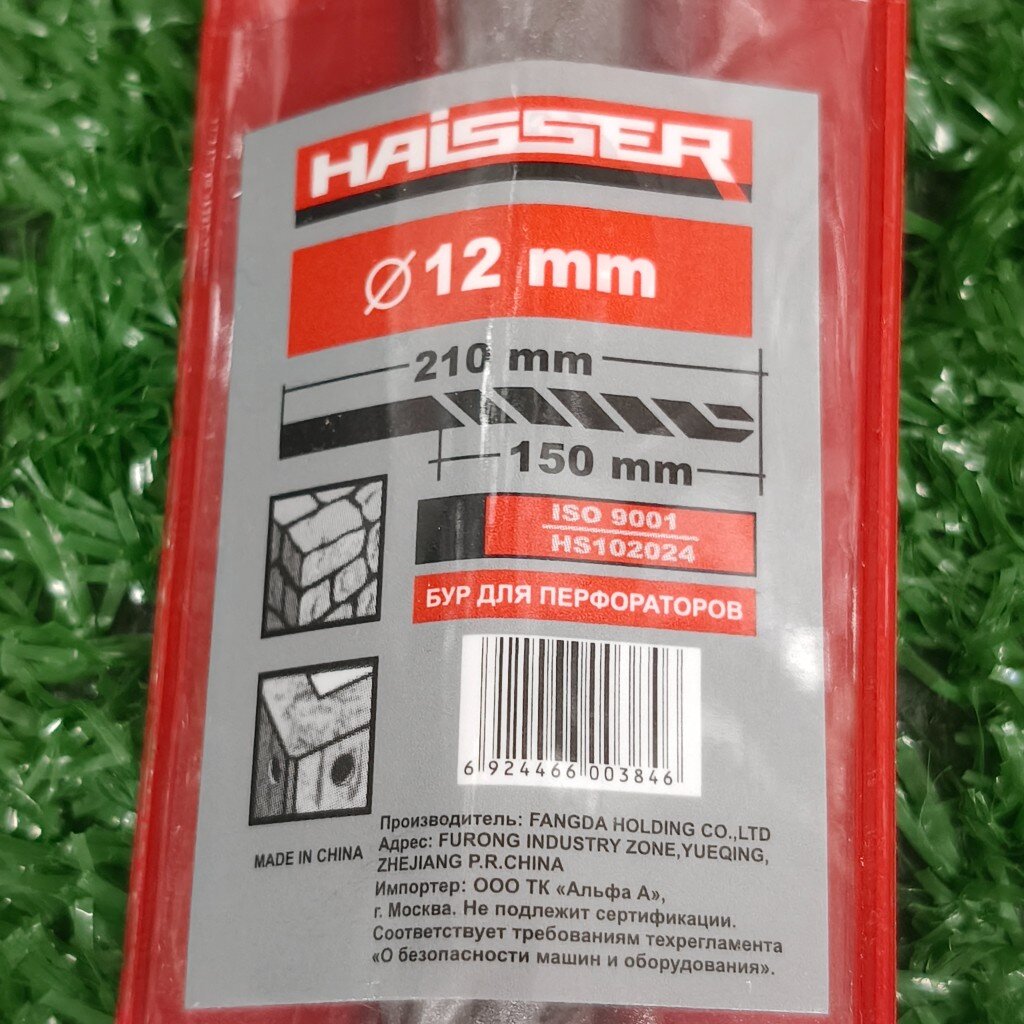 HAISSER
Ø 12 mm
210 mm
150 mm
ISO 9001
HS102024
БУР ДЛЯ ПЕРФОРАТОРОВ
6 924466 003846
MADE IN CHINA
Производитель: FANGDA HOLDING CO.,LTD
Адрес: FURONG INDUSTRY ZONE,YUEQING,
ZHEJIANG P.R.CHINA
Импортер: ООО ТК «Альфа А»,
г. Москва. Не подлежит сертификации.
Соответствует требованиям техрегламента
«О безопасности машин и оборудования».